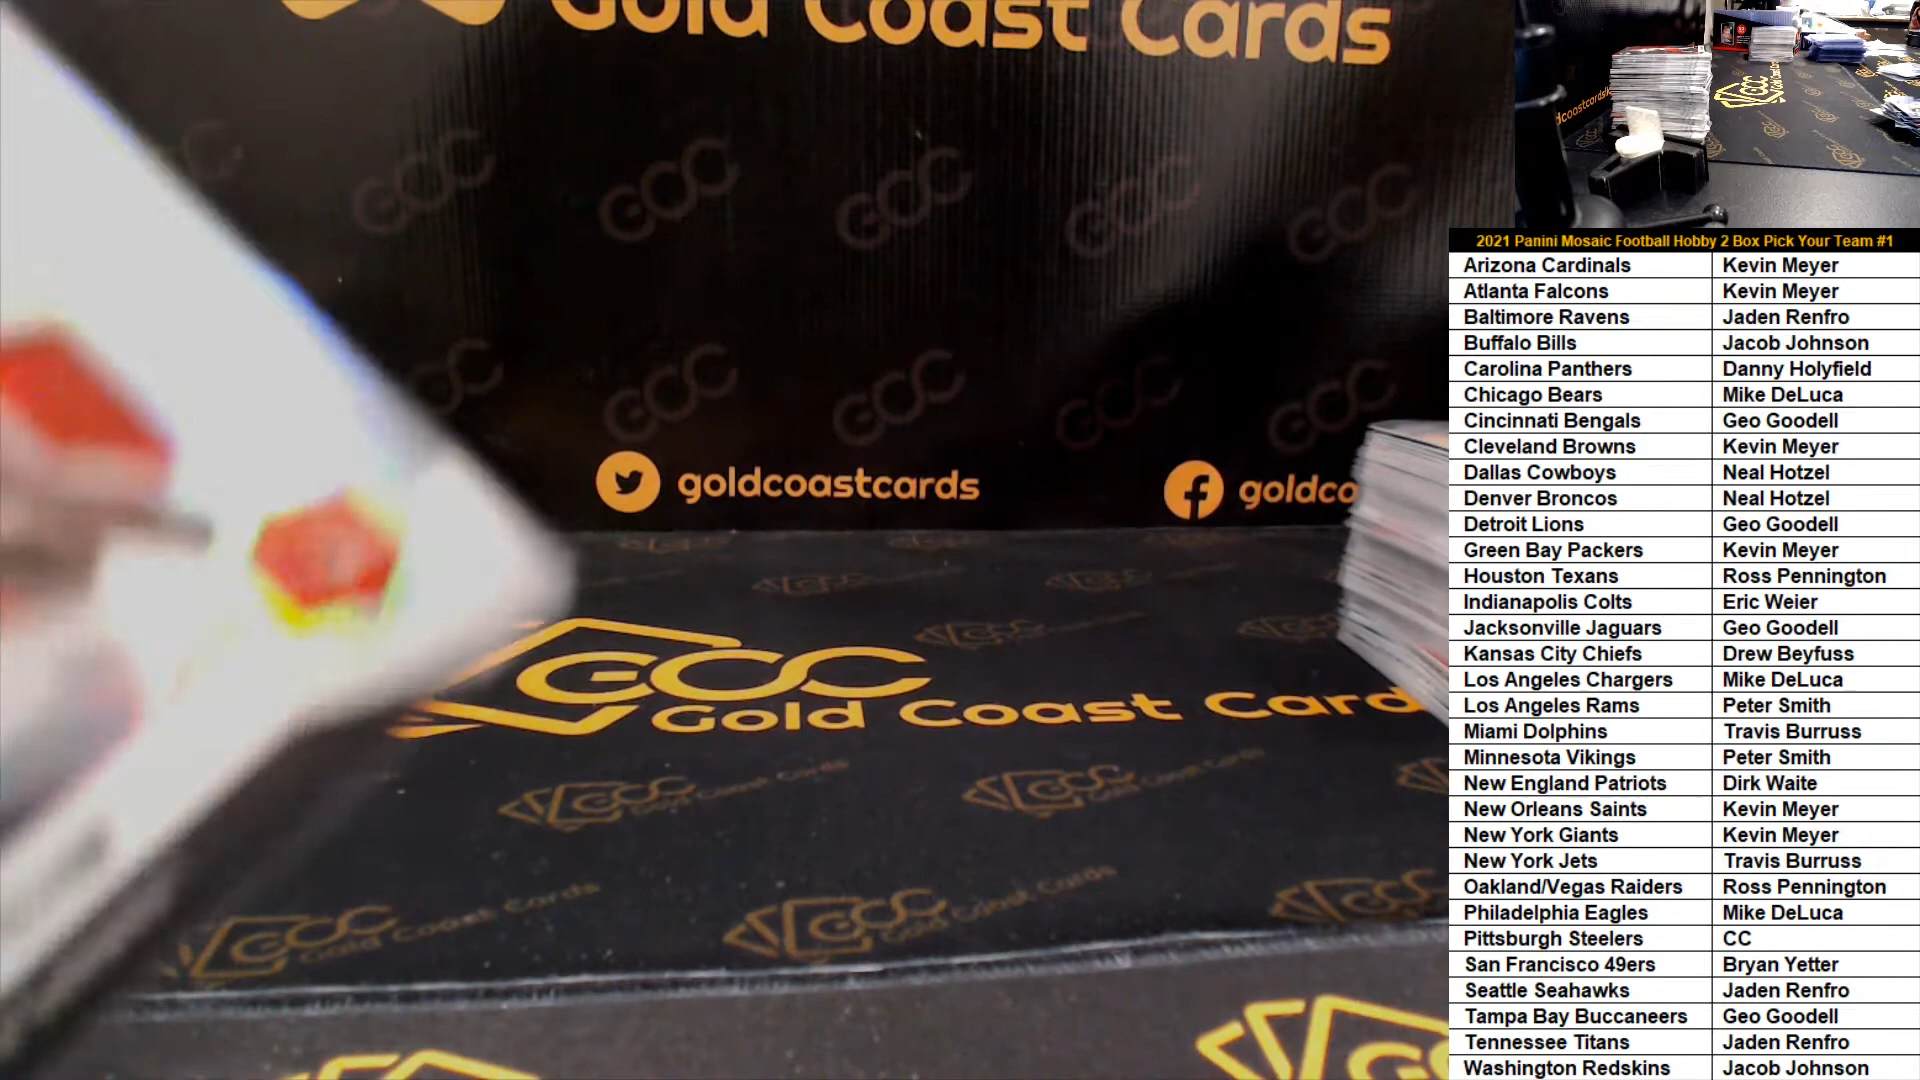 Gold Coast Cards
GCC
goldcoastcards
goldco
GCC
Gold Coast Card
GCC Gold Coast Cards
2021 Panini Mosaic Football Hobby 2 Box Pick Your Team #1
Arizona Cardinals Kevin Meyer
Atlanta Falcons Kevin Meyer
Baltimore Ravens Jaden Renfro
Buffalo Bills Jacob Johnson
Carolina Panthers Danny Holyfield
Chicago Bears Mike DeLuca
Cincinnati Bengals Geo Goodell
Cleveland Browns Kevin Meyer
Dallas Cowboys Neal Hotzel
Denver Broncos Neal Hotzel
Detroit Lions Geo Goodell
Green Bay Packers Kevin Meyer
Houston Texans Ross Pennington
Indianapolis Colts Eric Weier
Jacksonville Jaguars Geo Goodell
Kansas City Chiefs Drew Beyfuss
Los Angeles Chargers Mike DeLuca
Los Angeles Rams Peter Smith
Miami Dolphins Travis Burruss
Minnesota Vikings Peter Smith
New England Patriots Dirk Waite
New Orleans Saints Kevin Meyer
New York Giants Kevin Meyer
New York Jets Travis Burruss
Oakland/Vegas Raiders Ross Pennington
Philadelphia Eagles Mike DeLuca
Pittsburgh Steelers CC
San Francisco 49ers Bryan Yetter
Seattle Seahawks Jaden Renfro
Tampa Bay Buccaneers Geo Goodell
Tennessee Titans Jaden Renfro
Washington Redskins Jacob Johnson